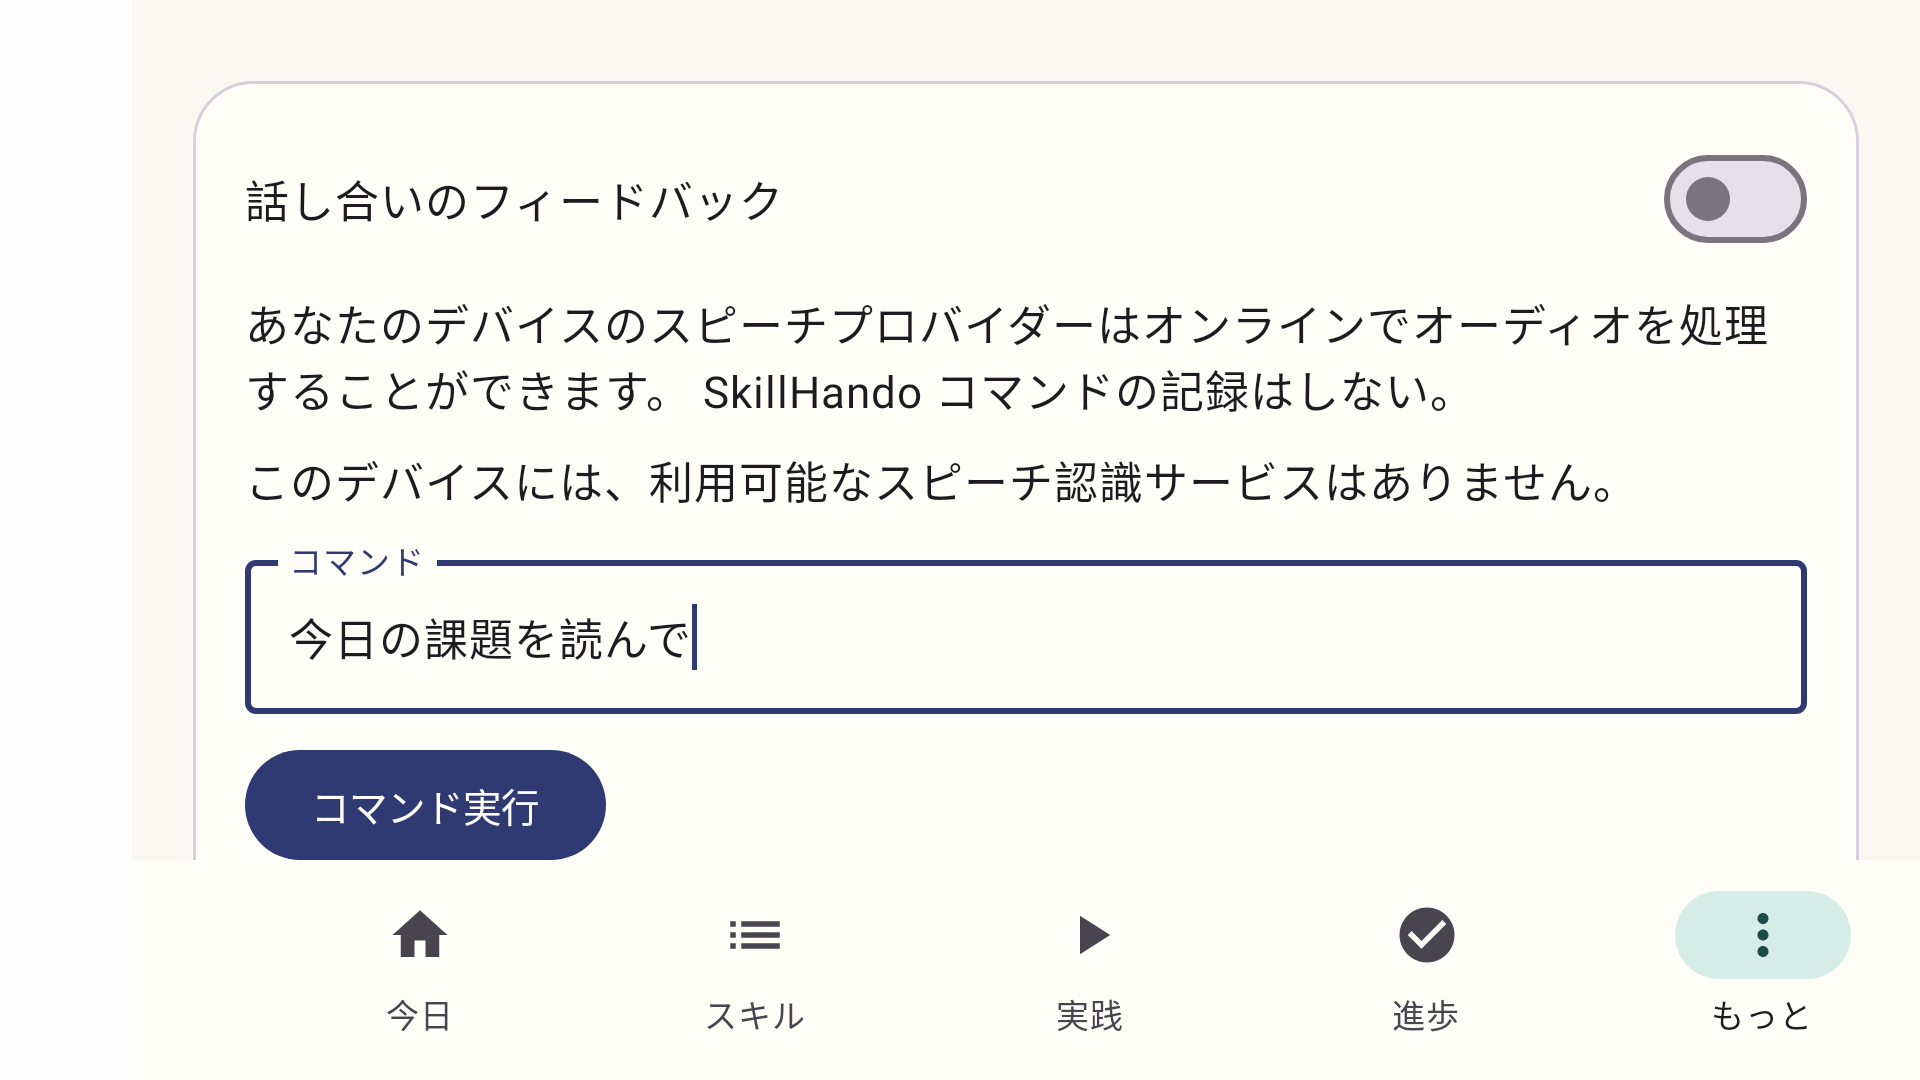 話し合いのフィードバック
あなたのデバイスのスピーチプロバイダーはオンラインでオーディオを処理
することができます。 SkillHando コマンドの記録はしない。
このデバイスには、利用可能なスピーチ認識サービスはありません。
コマンド
今日の課題を読んで
コマンド実行
今日
スキル
実践
進歩
もっと